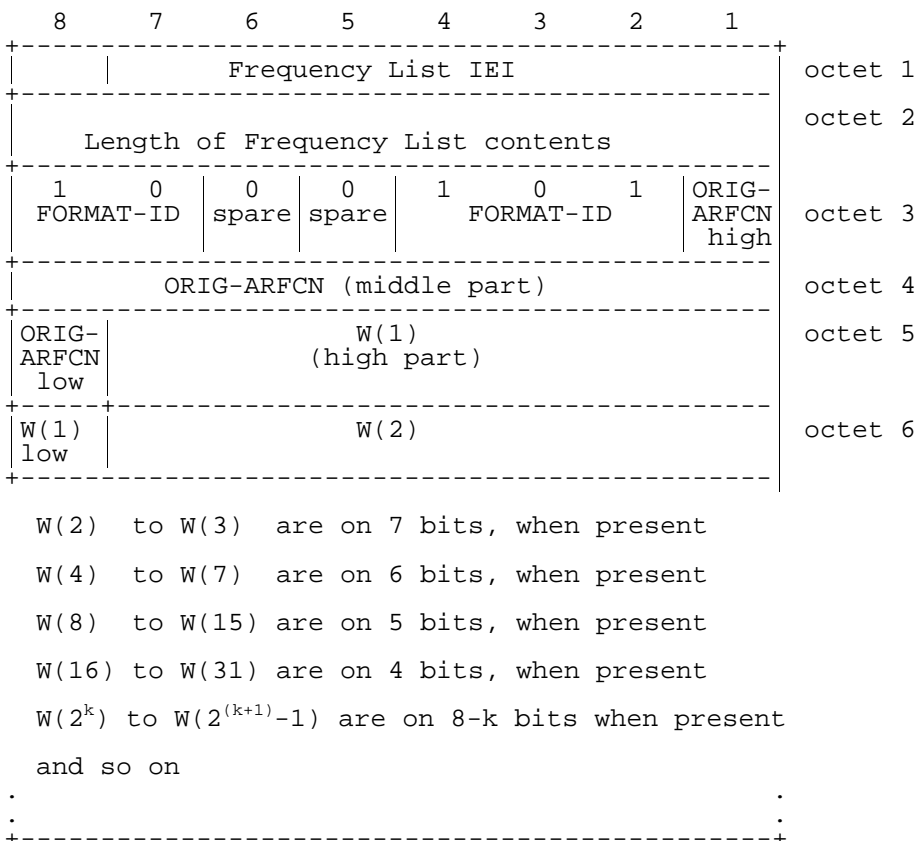 8 7 6 5 4 3 2 1
+-----------------------------------------------+
| | Frequency List IEI | octet 1
+-----------------------------------------------
| octet 2
Length of Frequency List contents
+-----------------------------------------------
1 0 | 0 | 0 | 1 0 1 | ORIG-
FORMAT-ID | spare | spare | FORMAT-ID | ARFCN | octet 3
high
+-----------------------------------------------
ORIG-ARFCN (middle part) octet 4
+-----------------------------------------------
ORIG- | W(1) octet 5
ARFCN | (high part)
low
+-----+-----------------------------------------
W(1) | W(2) octet 6
low
+-----------------------------------------------
W(2) to W(3) are on 7 bits, when present
W(4) to W(7) are on 6 bits, when present
W(8) to W(15) are on 5 bits, when present
W(16) to W(31) are on 4 bits, when present
W(2^k) to W(2^(k+1)-1) are on 8-k bits when present
and so on
. .
. .
+-----------------------------------------------+